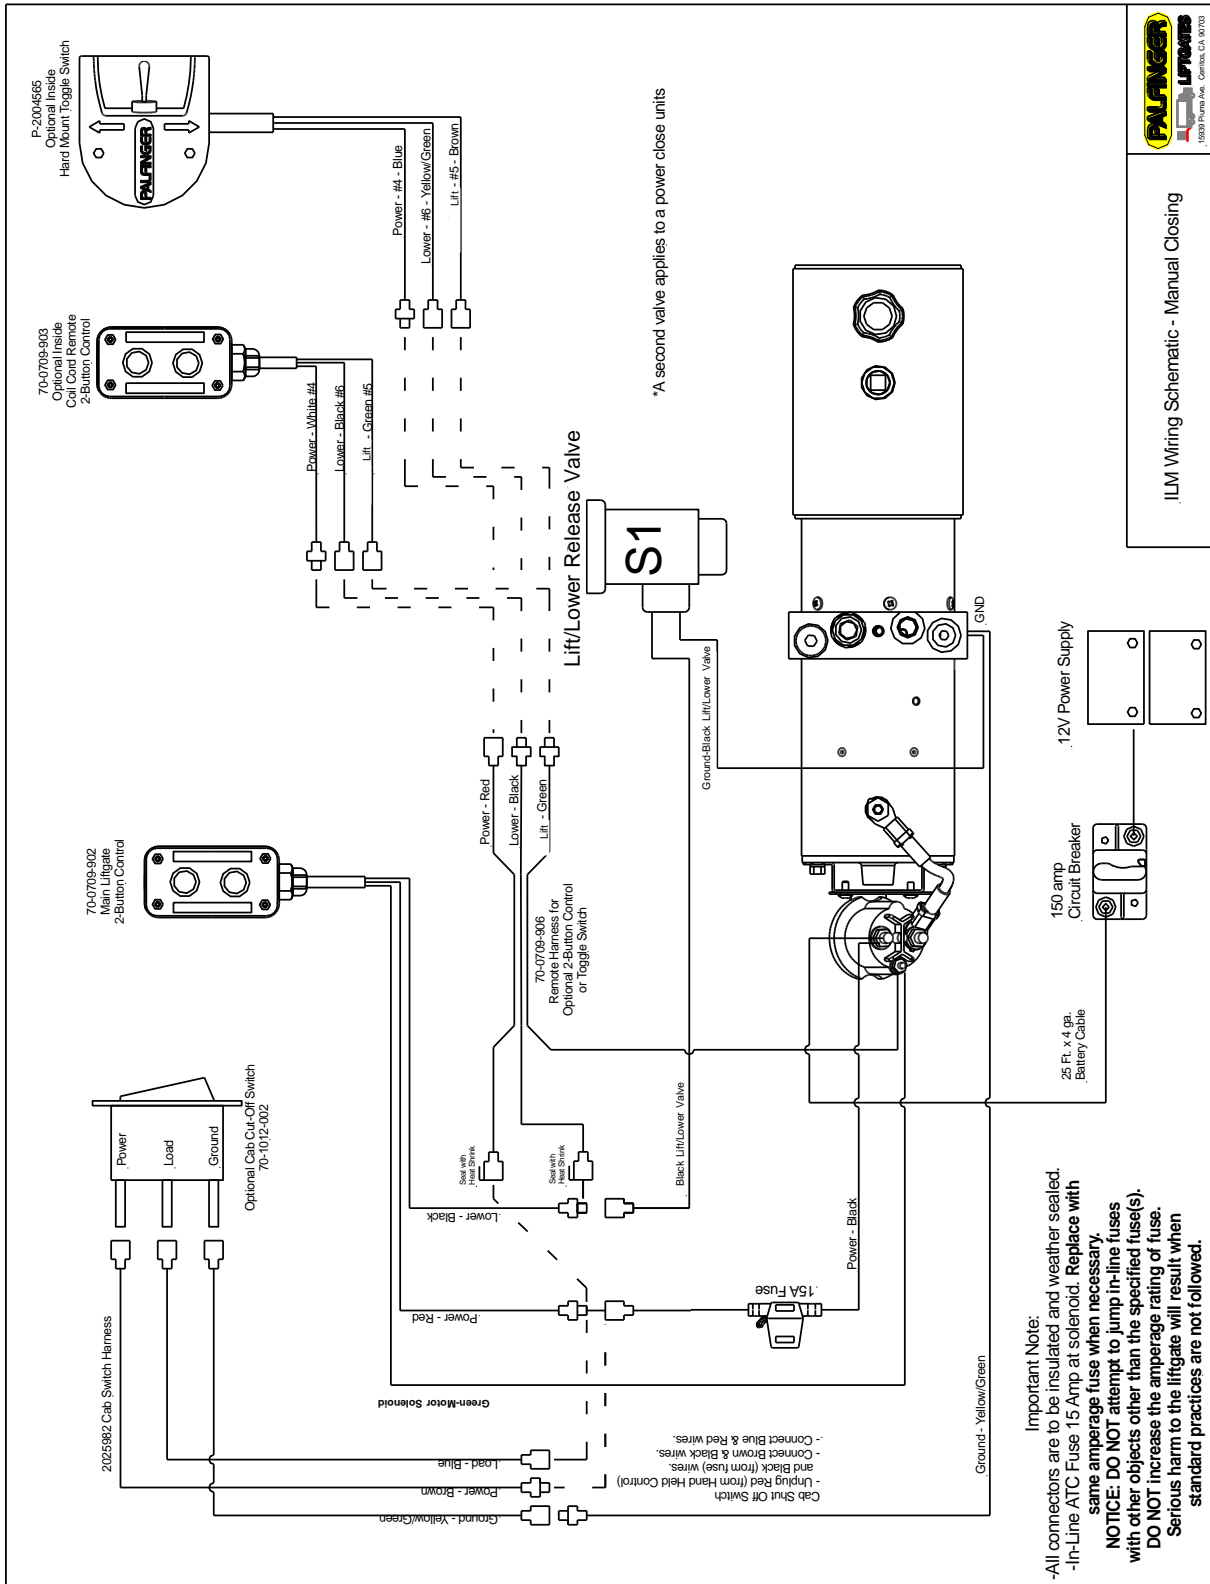 P-2004565
Optional Inside
Hard Mount Toggle Switch
PALFINGER
Power - #4 - Blue
Lower - #6 - Yellow/Green
Lift - #5 - Brown
70-0709-903
Optional Inside
Coil Cord Remote
2-Button Control
Power - White #4
Lower - Black #6
Lift - Green #5
*A second valve applies to a power close units
Lift/Lower Release Valve
S1
70-0709-902
Main Liftgate
2-Button Control
Power - Red
Lower - Black
Lift - Green
70-0709-906
Remote Harness for
Optional 2-Button Control
or Toggle Switch
Ground-Black Lift/Lower Valve
GND
12V Power Supply
150 amp
Circuit Breaker
25 Ft. x 4 ga.
Battery Cable
Power
Load
Ground
Optional Cab Cut-Off Switch
70-1012-002
Seal with
Heat Shrink
Seal with
Heat Shrink
Black Lift/Lower Valve
Lower - Black
Power - Red
15A Fuse
Power - Black
2025982 Cab Switch Harness
Green-Motor Solenoid
Load - Blue
Power - Brown
Ground - Yellow/Green
Cab Shut Off Switch
- Unplug Red (from Hand Held Control)
and Black (from fuse) wires.
- Connect Brown & Black wires.
- Connect Blue & Red wires.
Ground - Yellow/Green
Important Note:
-All connectors are to be insulated and weather sealed.
-In-Line ATC Fuse 15 Amp at solenoid. Replace with
same amperage fuse when necessary.
NOTICE: DO NOT attempt to jump in-line fuses
with other objects other than the specified fuse(s).
DO NOT increase the amperage rating of fuse.
Serious harm to the liftgate will result when
standard practices are not followed.
ILM Wiring Schematic - Manual Closing
PALFINGER
LIFTGATES
15939 Piuma Ave. Cerritos, CA 90703